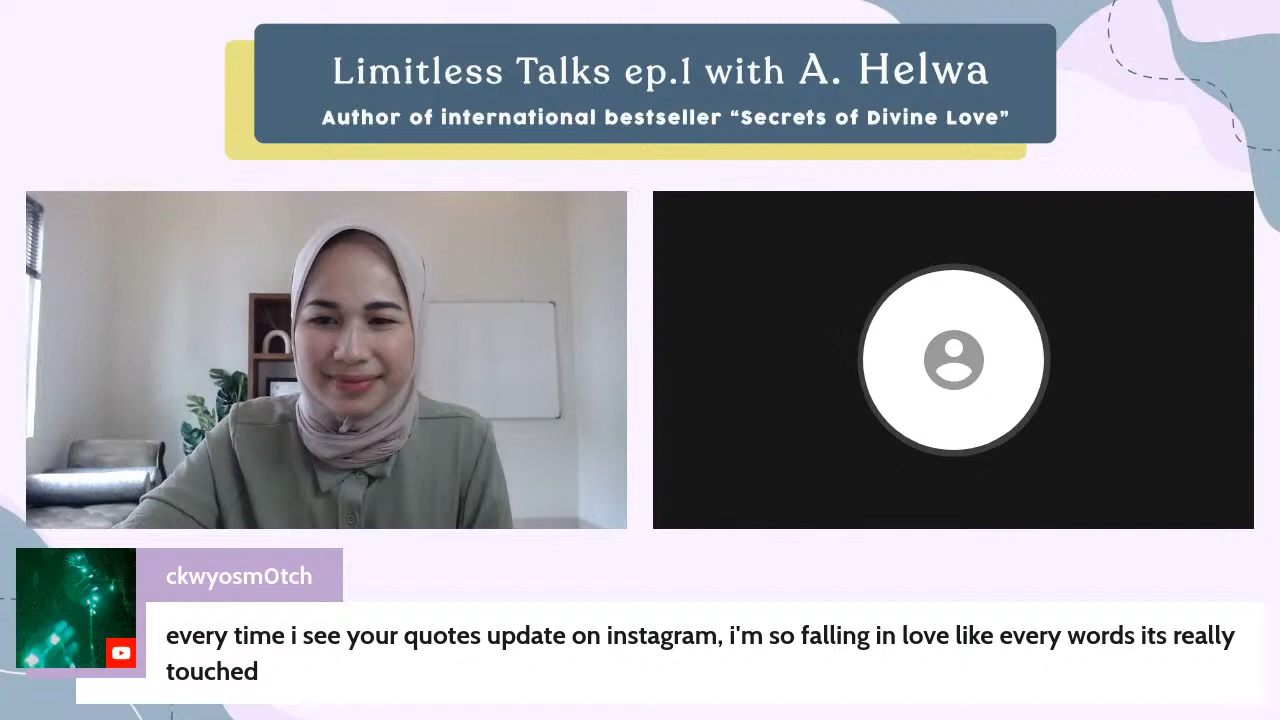 Limitless Talks ep.1 with A. Helwa
Author of international bestseller “Secrets of Divine Love”
ckwyosm0tch
every time i see your quotes update on instagram, i'm so falling in love like every words its really
touched